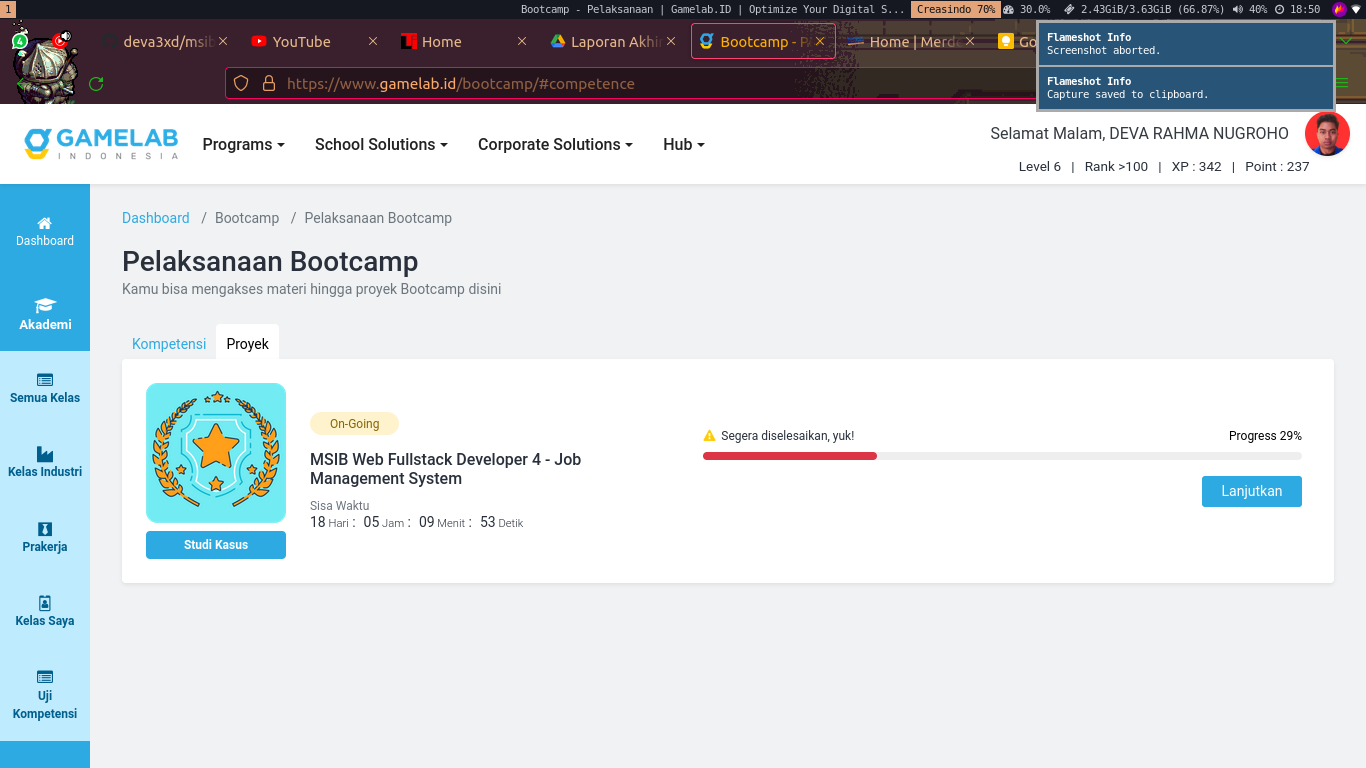 1 Bootcamp - Pelaksanaan | Gamelab.ID | Optimize Your Digital S... Creasindo 70% 30.0% 2.43GiB/3.63GiB (66.87%) 40% 18:50
4 deva3xd/msib YouTube Home Laporan Akhi Bootcamp - P Home | Merd Go
Flameshot Info
Screenshot aborted.
Flameshot Info
Capture saved to clipboard.
https://www.gamelab.id/bootcamp/#competence
GAMELAB
INDONESIA
Programs School Solutions Corporate Solutions Hub
Selamat Malam, DEVA RAHMA NUGROHO
Level 6 | Rank >100 | XP : 342 | Point : 237
Dashboard
Akademi
Semua Kelas
Kelas Industri
Prakerja
Kelas Saya
Uji
Kompetensi
Dashboard / Bootcamp / Pelaksanaan Bootcamp
Pelaksanaan Bootcamp
Kamu bisa mengakses materi hingga proyek Bootcamp disini
Kompetensi Proyek
On-Going
MSIB Web Fullstack Developer 4 - Job
Management System
Sisa Waktu
18 Hari : 05 Jam : 09 Menit : 53 Detik
Studi Kasus
Segera diselesaikan, yuk! Progress 29%
Lanjutkan